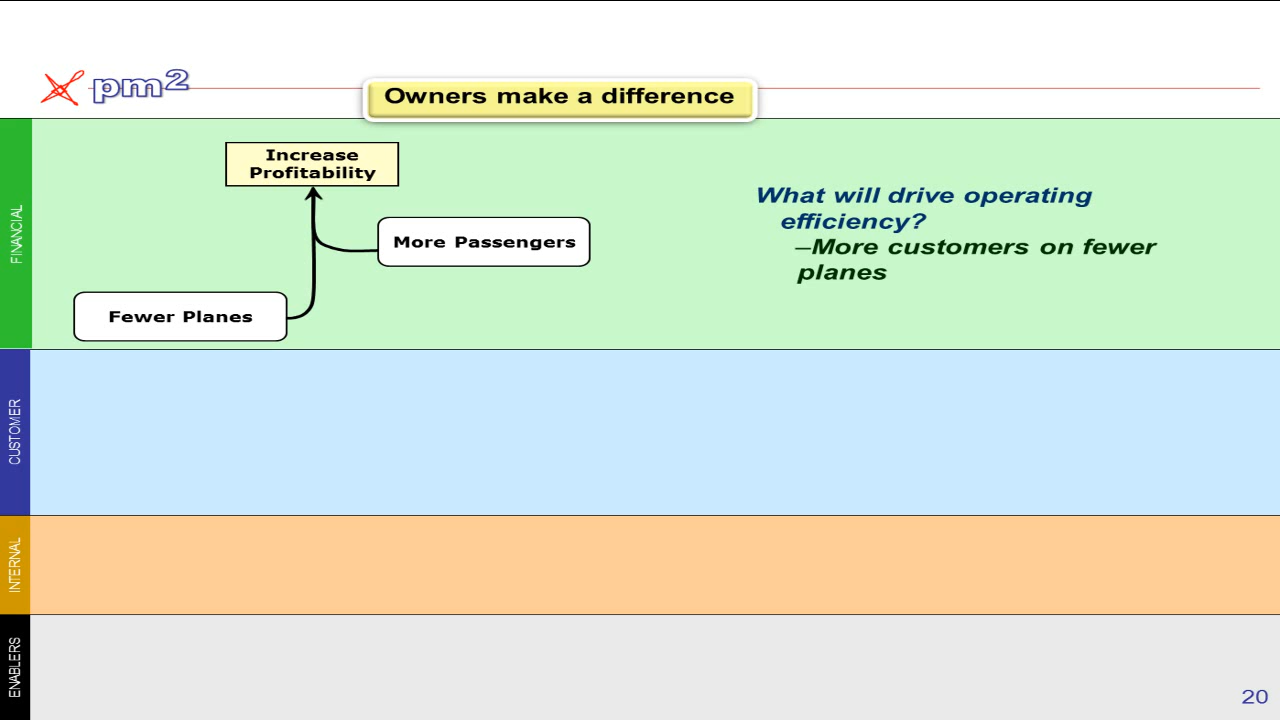 pm2
Owners make a difference
FINANCIAL
Increase
Profitability
More Passengers
Fewer Planes
What will drive operating
efficiency?
–More customers on fewer
planes
CUSTOMER
INTERNAL
ENABLERS
20